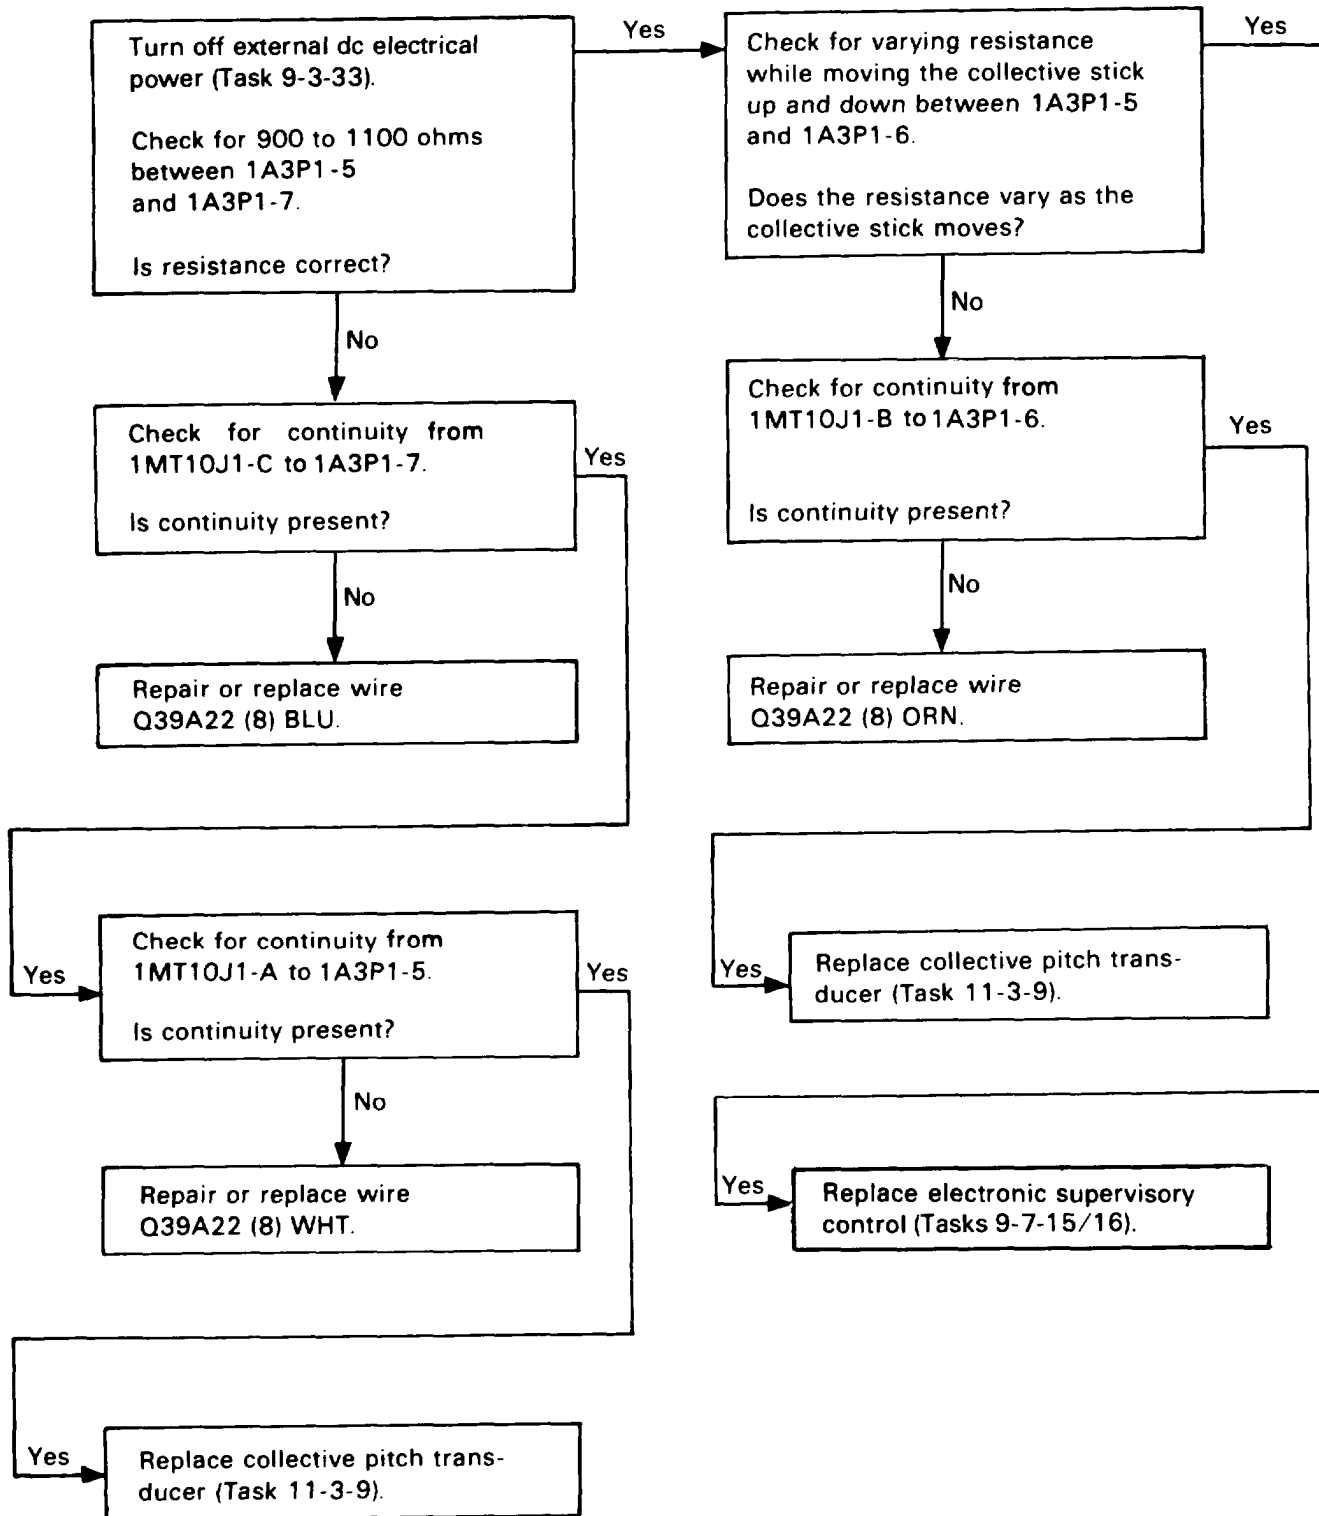 Turn off external dc electrical
power (Task 9-3-33).
Check for 900 to 1100 ohms
between 1A3P1-5
and 1A3P1-7.
Is resistance correct?
Yes
Check for varying resistance
while moving the collective stick
up and down between 1A3P1-5
and 1A3P1-6.
Does the resistance vary as the
collective stick moves?
Yes
No
No
Check for continuity from
1MT10J1-C to 1A3P1-7.
Is continuity present?
Yes
Check for continuity from
1MT10J1-B to 1A3P1-6.
Is continuity present?
Yes
No
No
Repair or replace wire
Q39A22 (8) BLU.
Repair or replace wire
Q39A22 (8) ORN.
Yes
Check for continuity from
1MT10J1-A to 1A3P1-5.
Is continuity present?
Yes
Yes
Replace collective pitch trans-
ducer (Task 11-3-9).
No
Repair or replace wire
Q39A22 (8) WHT.
Yes
Replace electronic supervisory
control (Tasks 9-7-15/16).
Yes
Replace collective pitch trans-
ducer (Task 11-3-9).